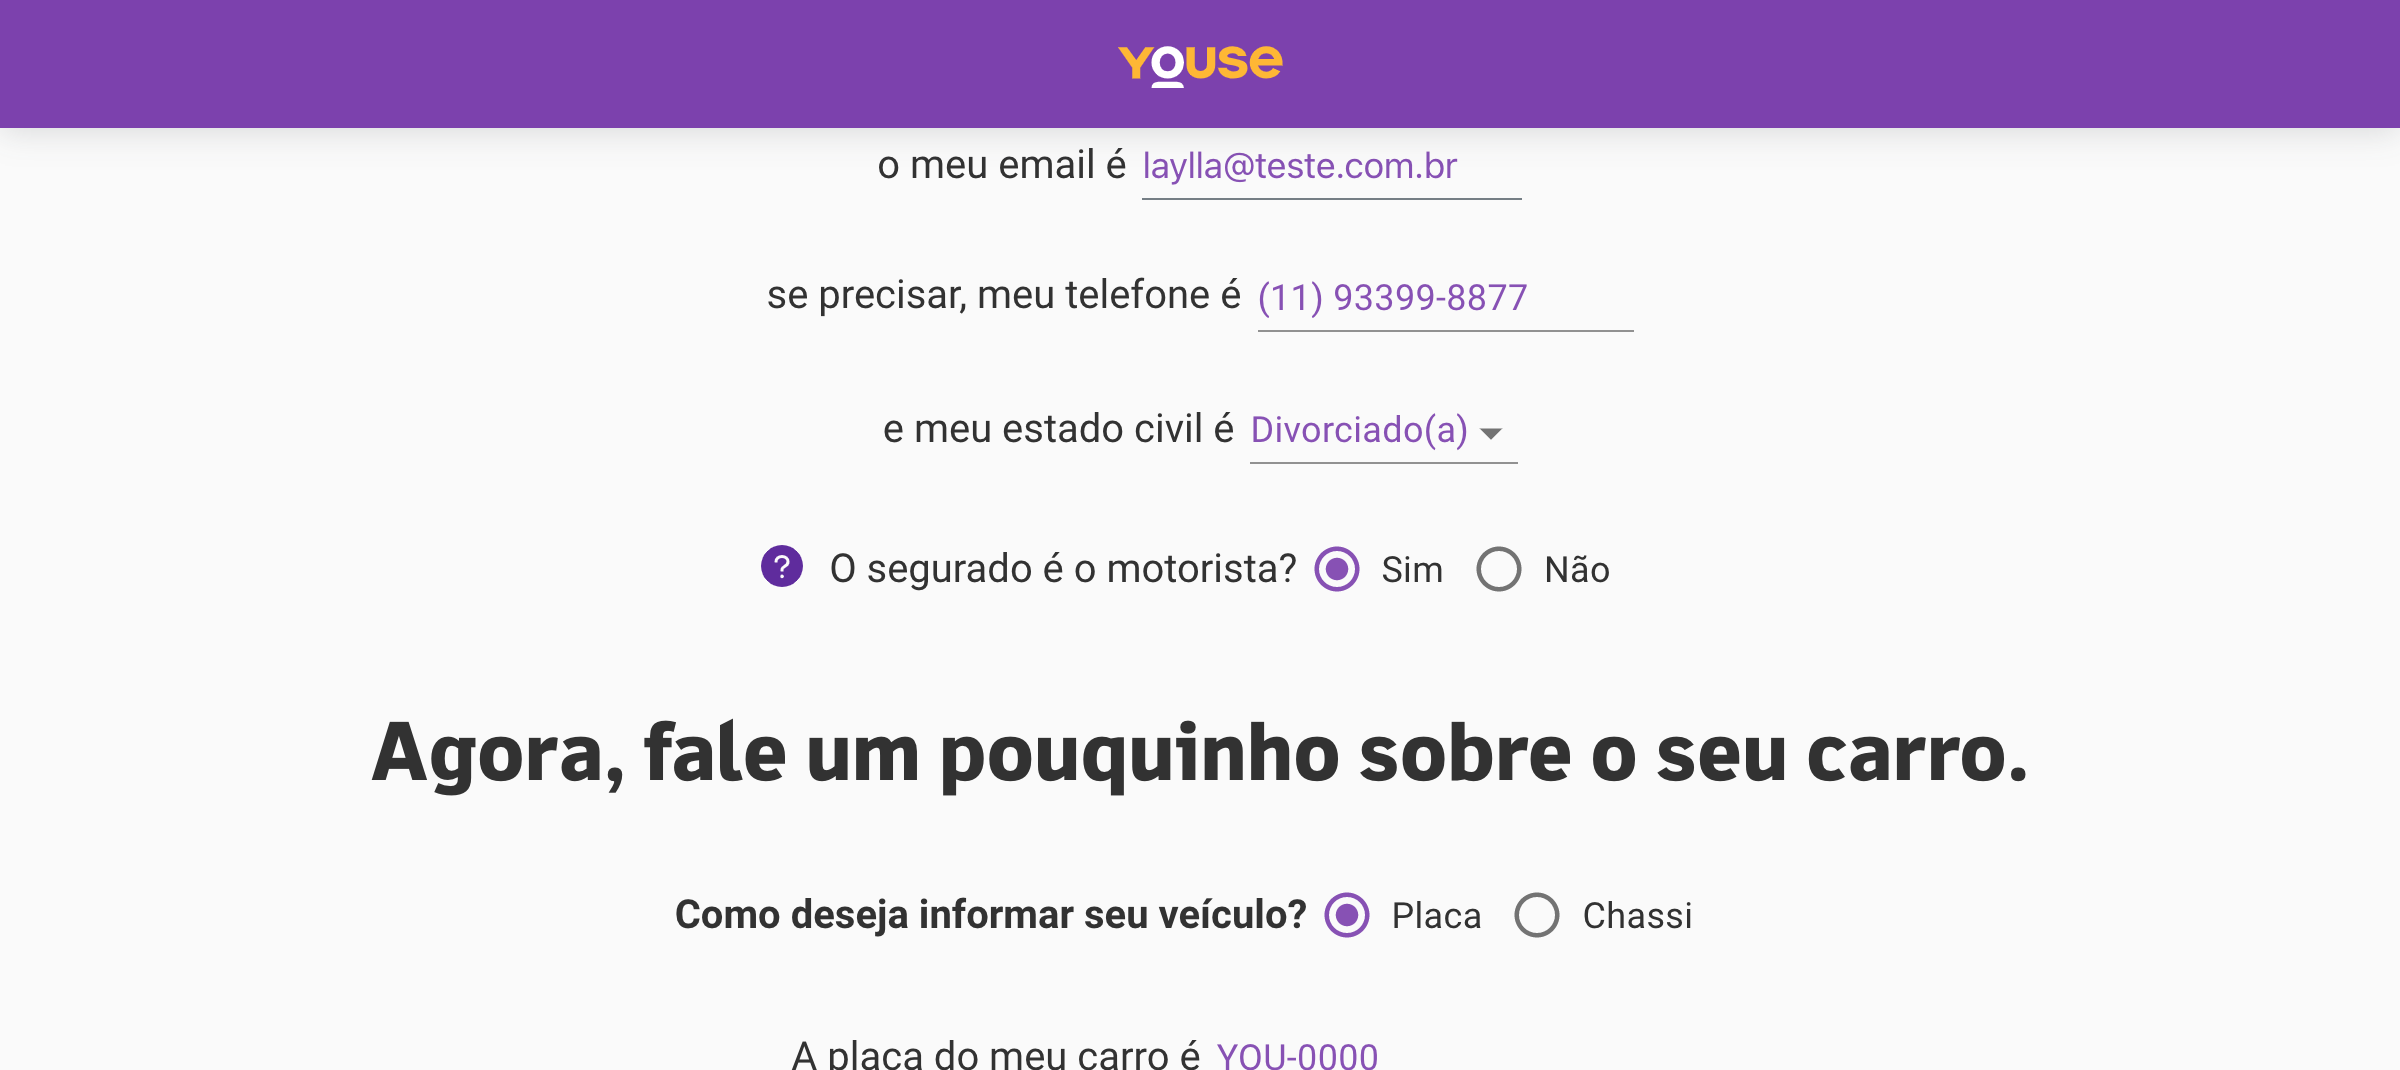 YOUSE
o meu email é laylla@teste.com.br
se precisar, meu telefone é (11) 93399-8877
e meu estado civil é Divorciado(a)
? O segurado é o motorista? Sim Não
Agora, fale um pouquinho sobre o seu carro.
Como deseja informar seu veículo? Placa Chassi
A placa do meu carro é YOU-0000